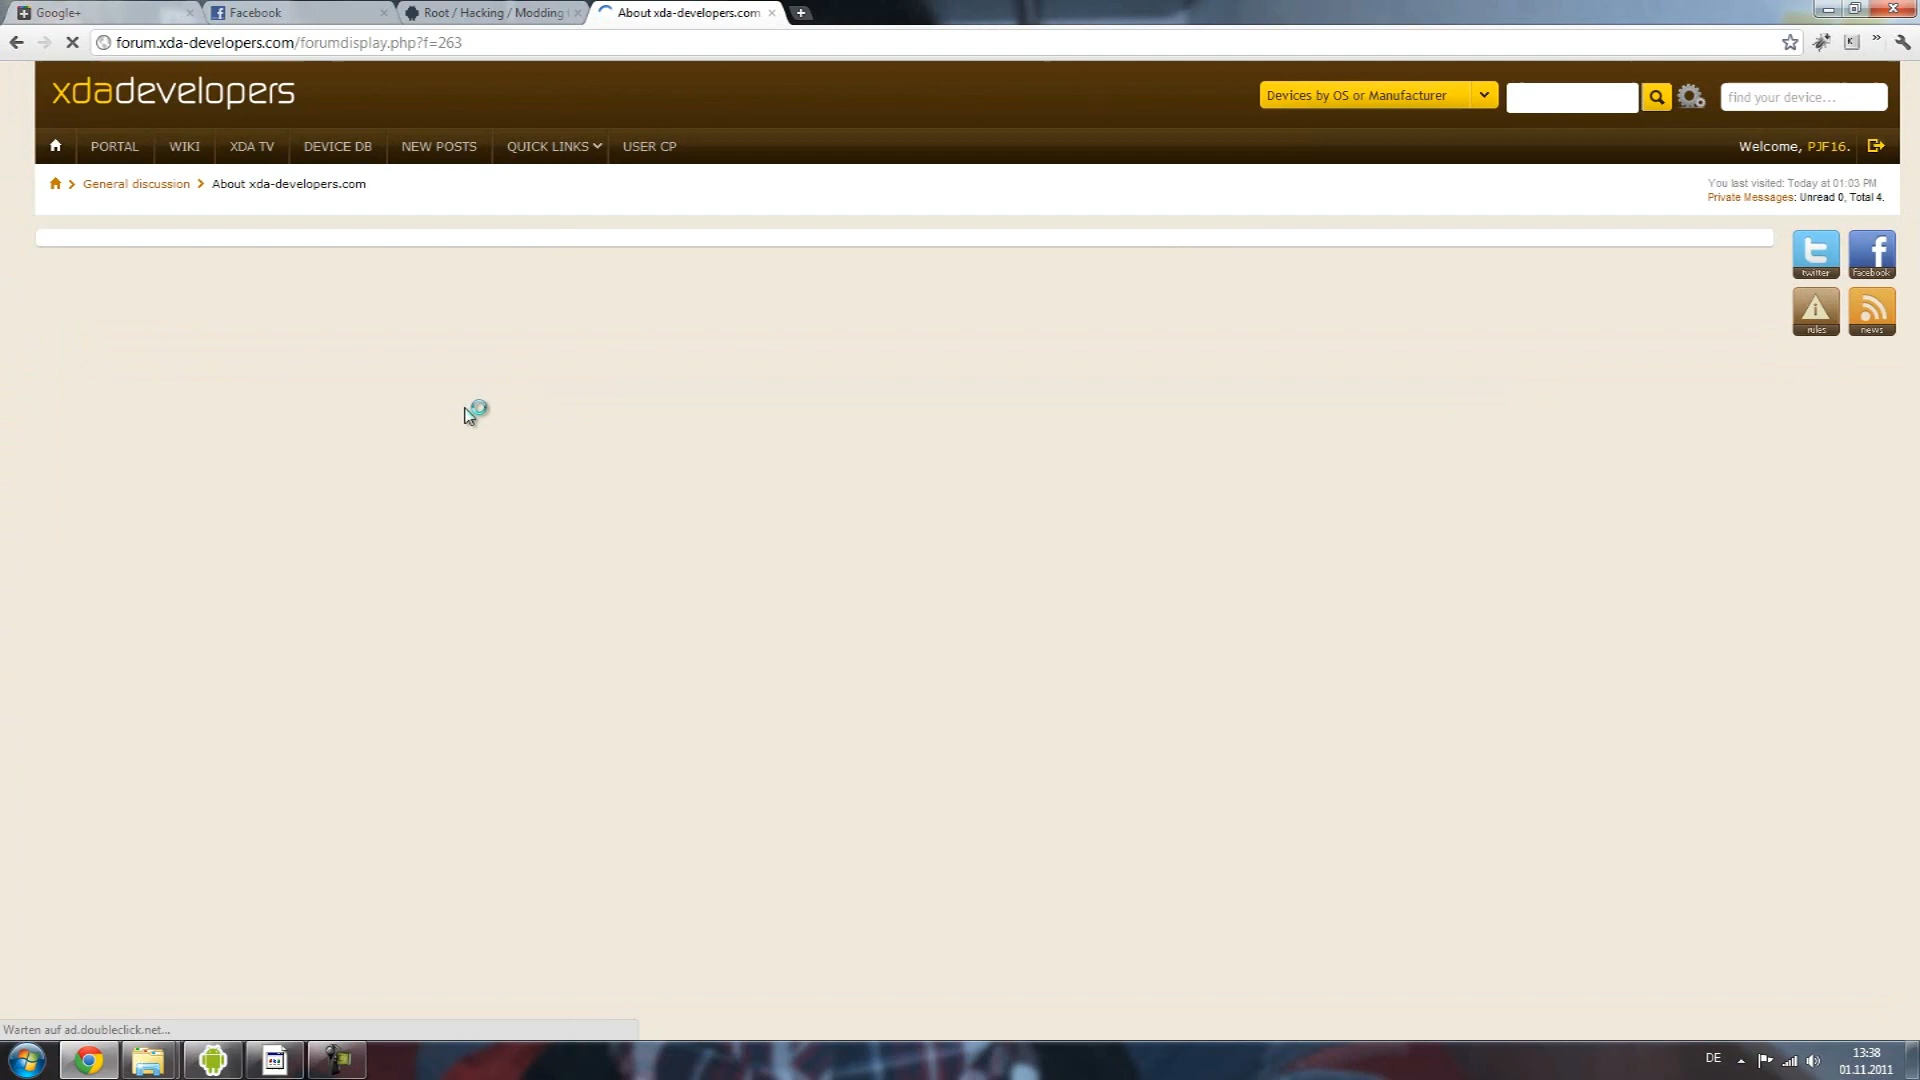 Google+
Facebook
Root / Hacking / Modding
About xda-developers.com
forum.xda-developers.com/forumdisplay.php?f=263
xdadevelopers
Devices by OS or Manufacturer
find your device...
PORTAL
WIKI
XDA TV
DEVICE DB
NEW POSTS
QUICK LINKS
USER CP
Welcome, PJF16.
General discussion
About xda-developers.com
You last visited: Today at 01:03 PM
Private Messages: Unread 0, Total 4.
twitter
facebook
rules
news
Warten auf ad.doubleclick.net...
DE
13:38
01.11.2011